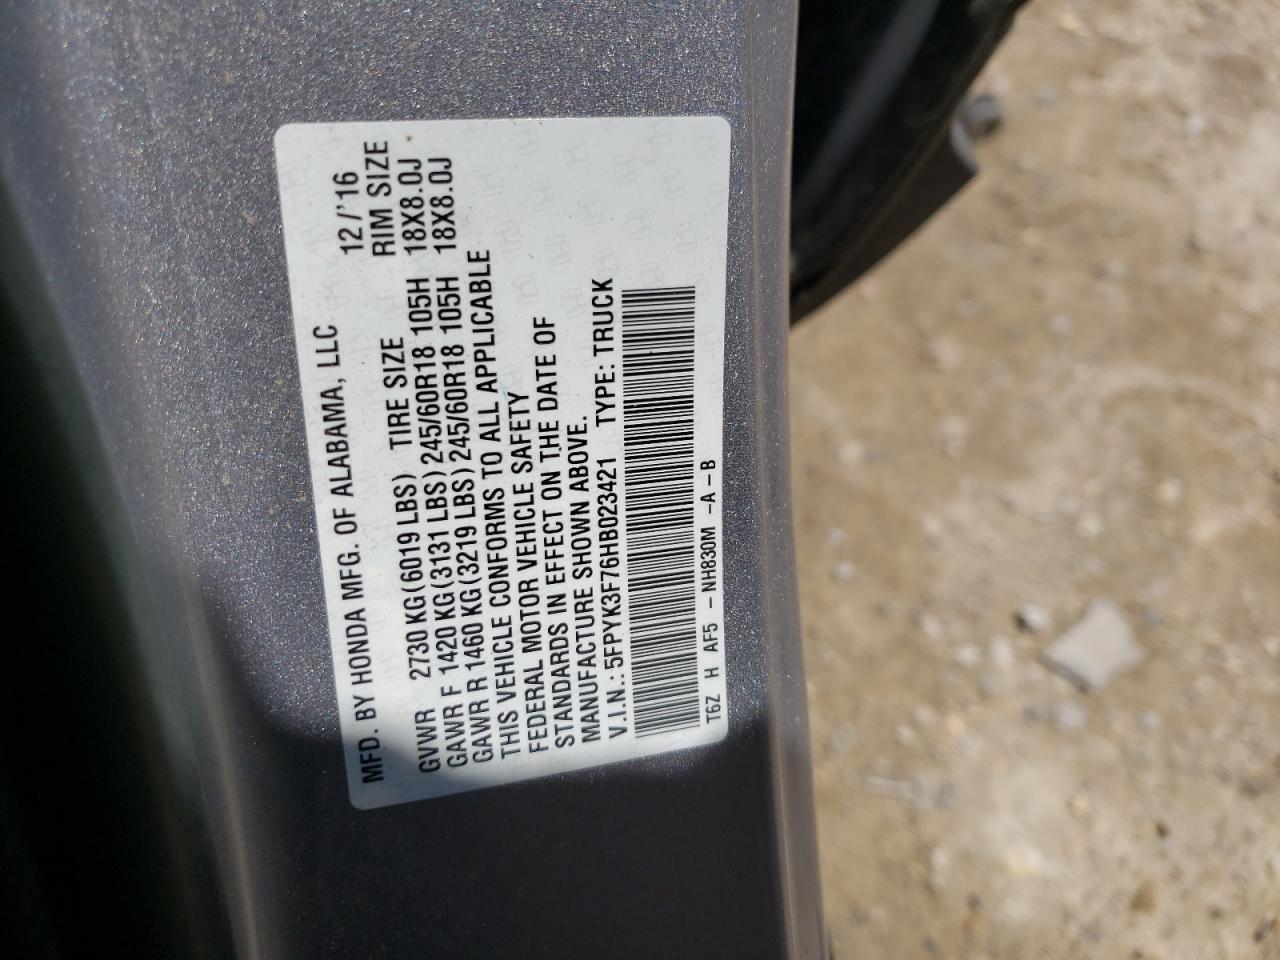 MFD. BY HONDA MFG. OF ALABAMA, LLC 12/'16
GVWR 2730 KG(6019 LBS) TIRE SIZE RIM SIZE
GAWR F 1420 KG(3131 LBS) 245/60R18 105H 18X8.0J
GAWR R 1460 KG(3219 LBS) 245/60R18 105H 18X8.0J
THIS VEHICLE CONFORMS TO ALL APPLICABLE
FEDERAL MOTOR VEHICLE SAFETY
STANDARDS IN EFFECT ON THE DATE OF
MANUFACTURE SHOWN ABOVE.
V.I.N.: 5FPYK3F76HB023421 TYPE: TRUCK
T6Z H AF5 - NH830M -A-B